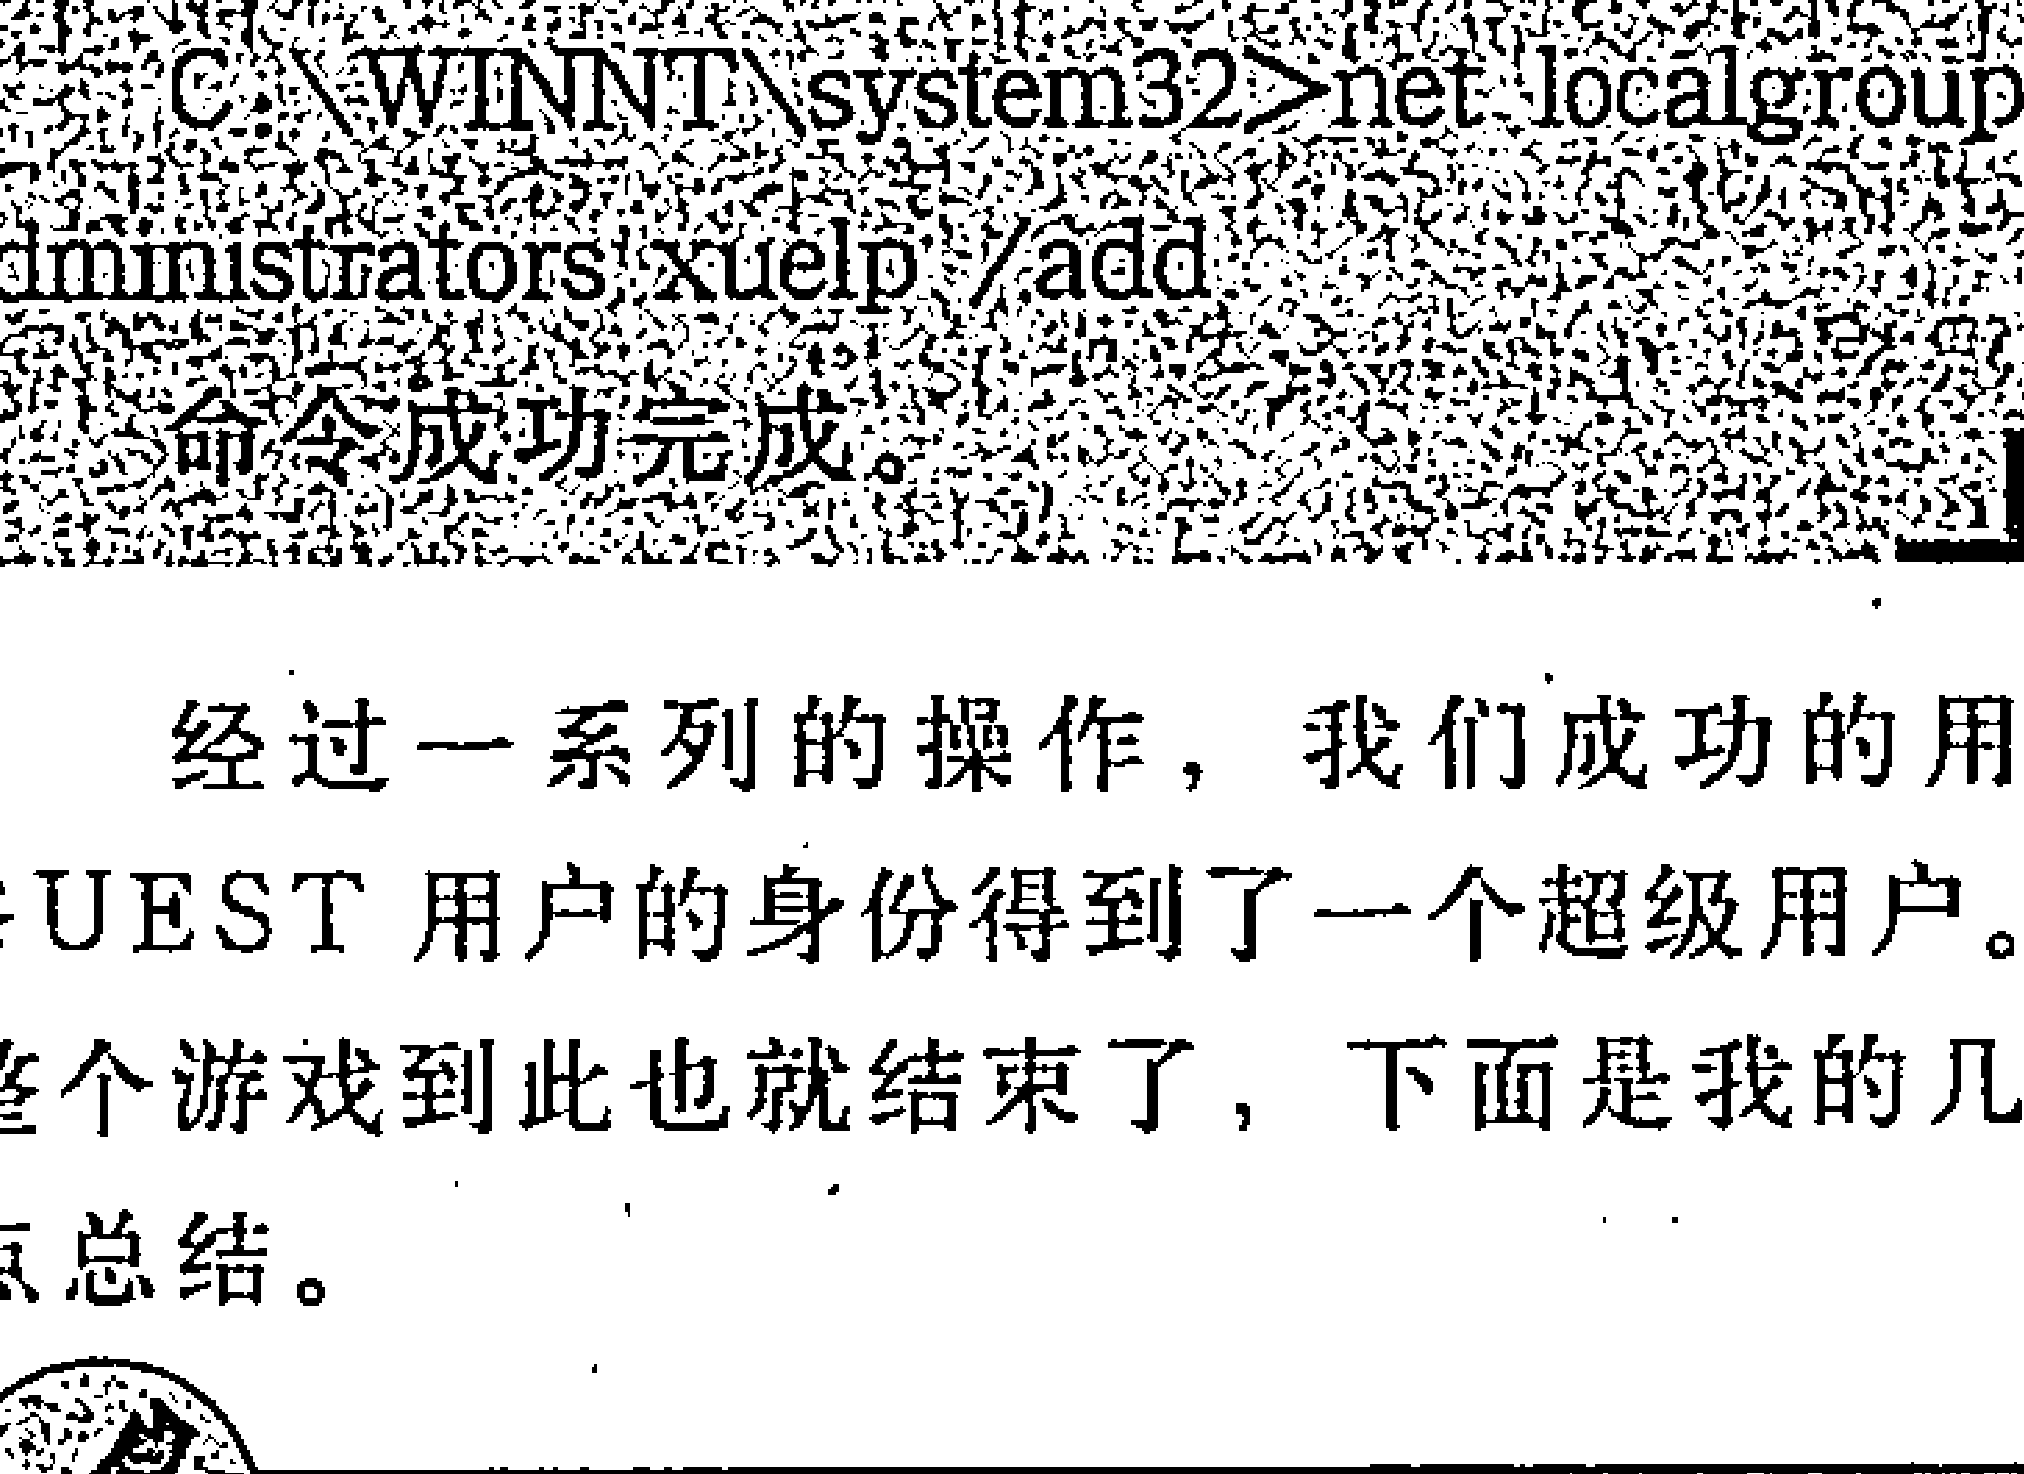 C:\WINNT\system32>net localgroup
dministrators xuelp /add
命令成功完成。
经过一系列的操作，我们成功的用
GUEST 用户的身份得到了一个超级用户。
整个游戏到此也就结束了，下面是我的几
点总结。